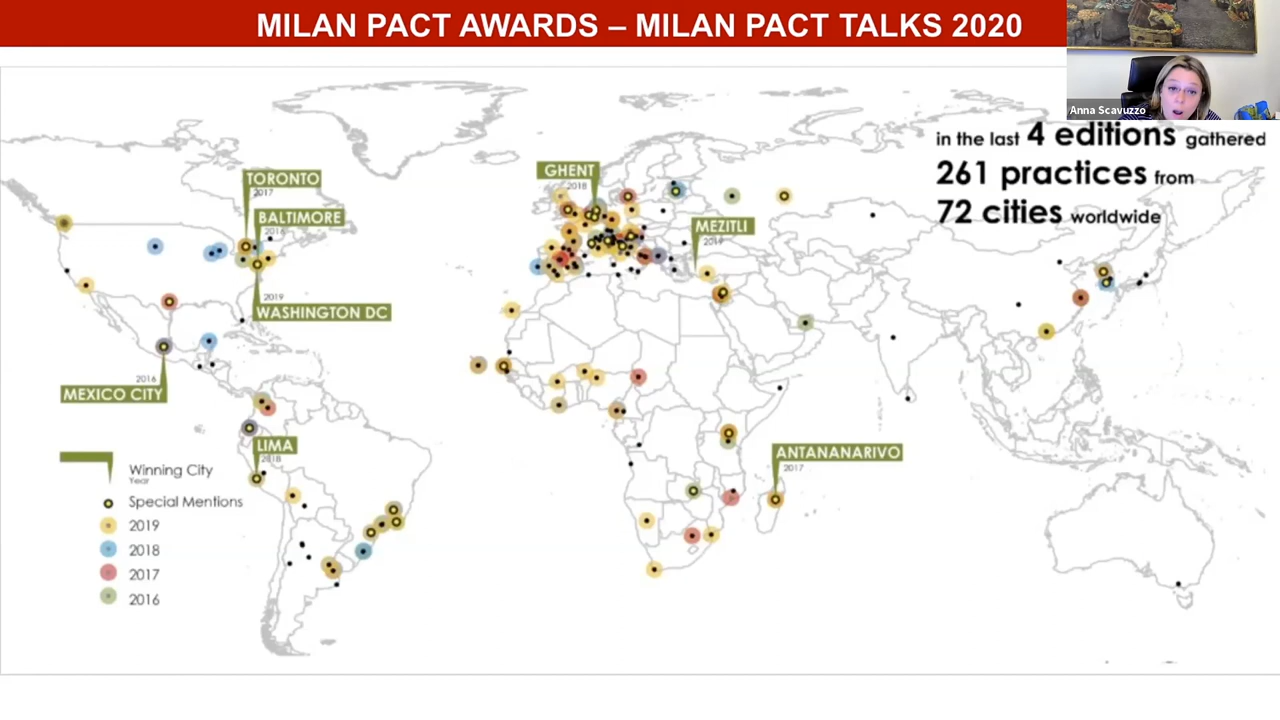 MILAN PACT AWARDS – MILAN PACT TALKS 2020
Anna Scavuzzo
in the last 4 editions gathered
261 practices from
72 cities worldwide
TORONTO
2017
BALTIMORE
2016
GHENT
2018
MEZITLI
2019
2019
WASHINGTON DC
2016
MEXICO CITY
LIMA
2018
ANTANANARIVO
2017
Winning City
Year
Special Mentions
2019
2018
2017
2016